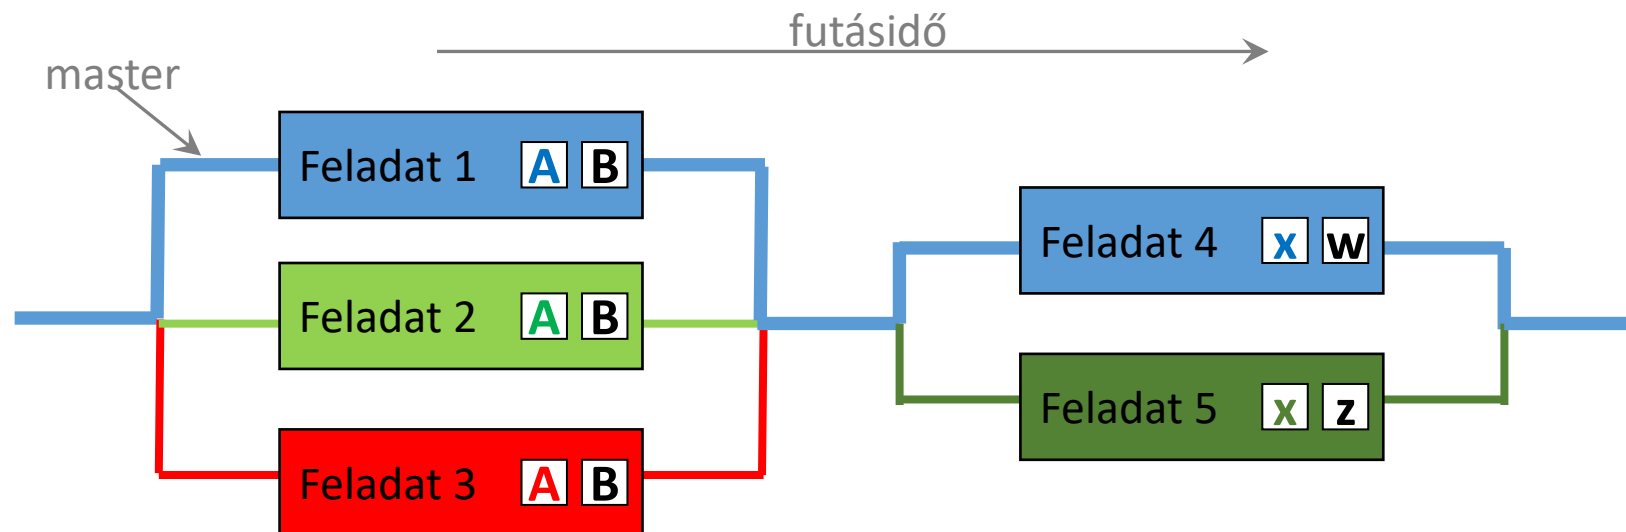 futásidő
master
Feladat 1 A B
Feladat 2 A B
Feladat 3 A B
Feladat 4 x w
Feladat 5 x z